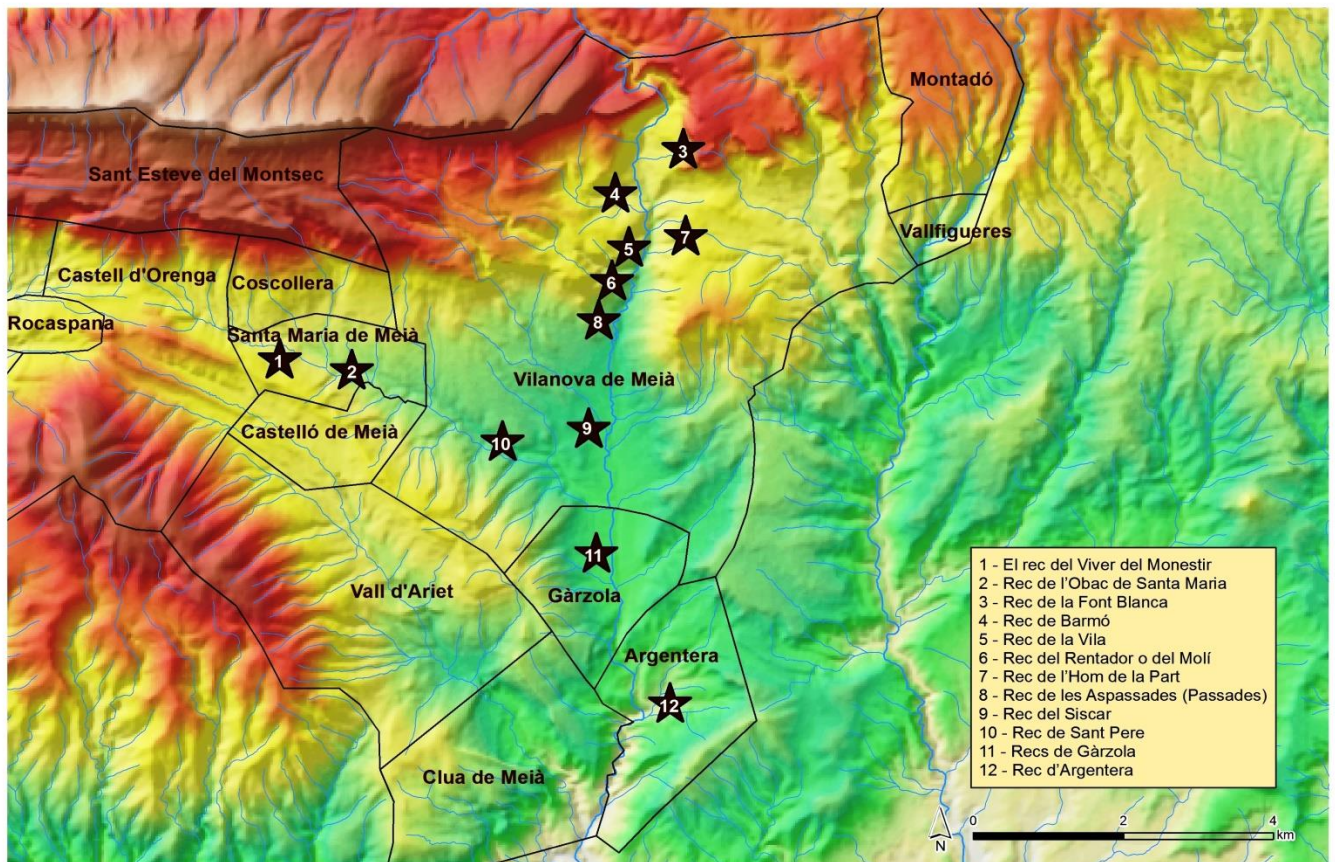 Montadó
3
Sant Esteve del Montsec
4
Vallfigueres
7
5
Castell d'Orenga
Coscollera
6
8
Rocaspana
Santa Maria de Meià
1
2
Vilanova de Meià
Castelló de Meià
9
10
11
Vall d'Ariet
Gàrzola
Argentera
12
Clua de Meià
1 - El rec del Viver del Monestir
2 - Rec de l'Obac de Santa Maria
3 - Rec de la Font Blanca
4 - Rec de Barmó
5 - Rec de la Vila
6 - Rec del Rentador o del Molí
7 - Rec de l'Hom de la Part
8 - Rec de les Aspassades (Passades)
9 - Rec del Siscar
10 - Rec de Sant Pere
11 - Recs de Gàrzola
12 - Rec d'Argentera
0 2 4
km
N